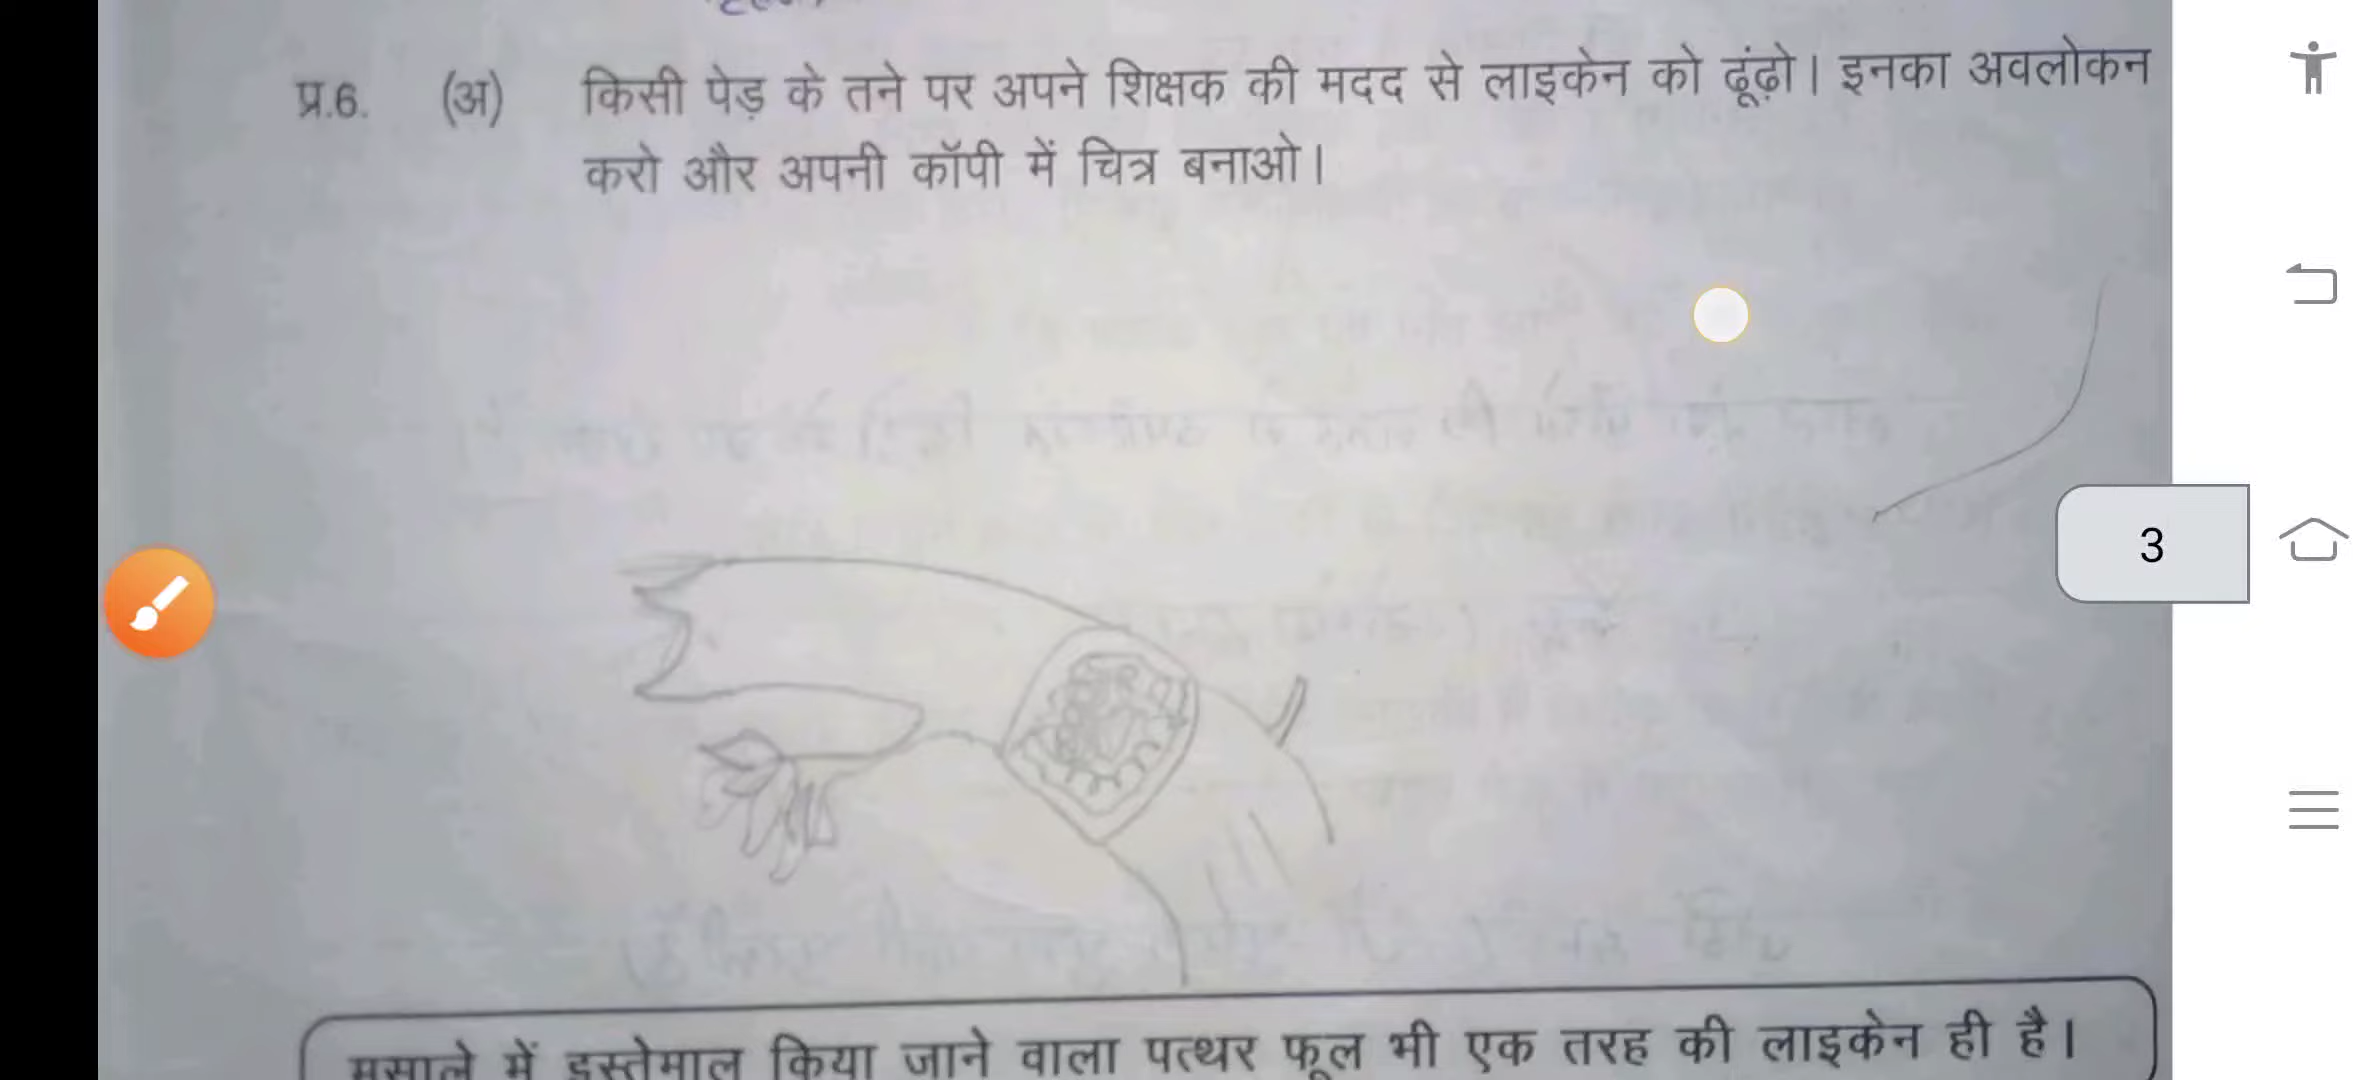 प्र.6. (अ) किसी पेड़ के तने पर अपने शिक्षक की मदद से लाइकेन को ढूंढ़ो। इनका अवलोकन
करो और अपनी कॉपी में चित्र बनाओ।
3
मसाले में इस्तेमाल किया जाने वाला पत्थर फूल भी एक तरह की लाइकेन ही है।